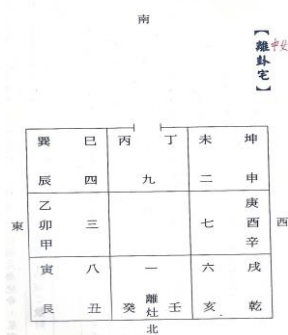 南
【離卦宅】
中女
巽 巳 丙 丁 未 坤
辰 四 九 二 申
乙 庚
東 卯 三 七 酉 西
甲 辛
寅 八 一 六 戌
離
艮 丑 癸 灶 壬 亥 乾
北